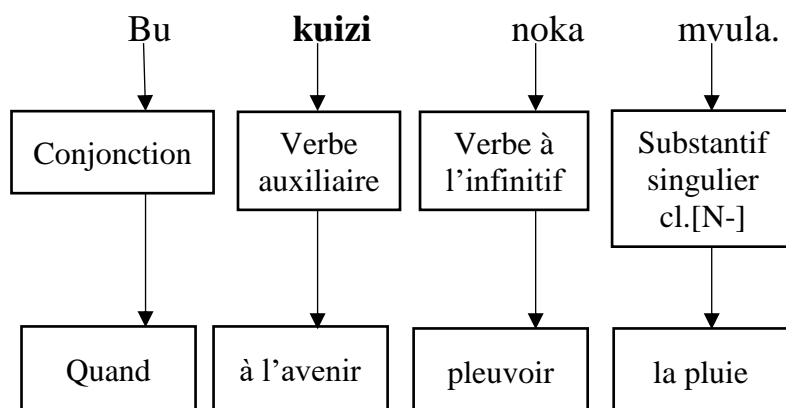 Bu kuizi noka mvula.
Conjonction
Verbe
auxiliaire
Verbe à
l’infinitif
Substantif
singulier
cl.[N-]
Quand
à l’avenir
pleuvoir
la pluie